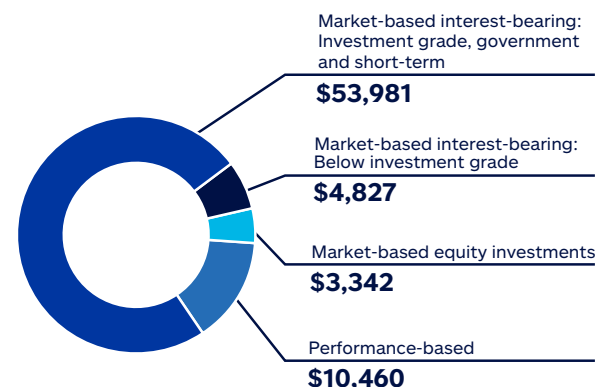 Market-based interest-bearing:
Investment grade, government
and short-term
$53,981
Market-based interest-bearing:
Below investment grade
$4,827
Market-based equity investments
$3,342
Performance-based
$10,460